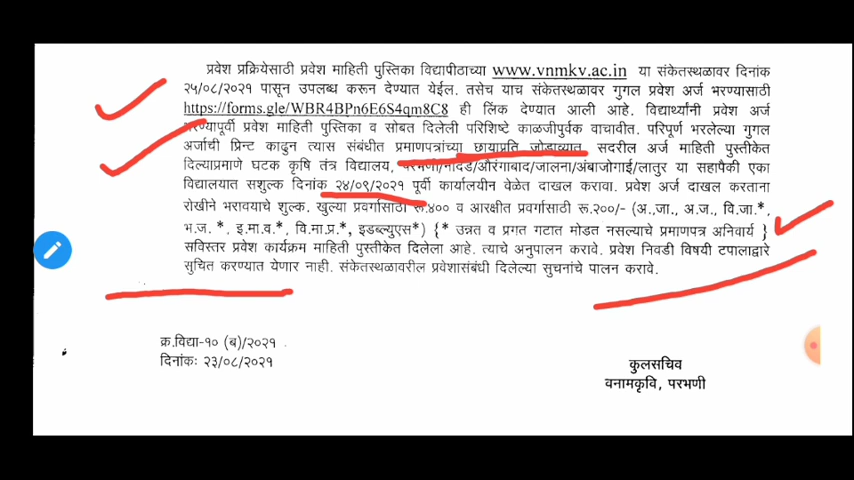 प्रवेश प्रक्रियेसाठी प्रवेश माहिती पुस्तिका विद्यापीठाच्या www.vnmkv.ac.in या संकेतस्थळावर दिनांक
२५/०८/२०२१ पासून उपलब्ध करून देण्यात येईल. तसेच याच संकेतस्थळावर गुगल प्रवेश अर्ज भरण्यासाठी
https://forms.gle/WBR4BPn6E6S4qm8C8 ही लिंक देण्यात आली आहे. विद्यार्थ्यांनी प्रवेश अर्ज
भरण्यापूर्वी प्रवेश माहिती पुस्तिका व सोबत दिलेली परिशिष्टे काळजीपुर्वक वाचावीत. परिपूर्ण भरलेल्या गुगल
अर्जाची प्रिन्ट काढुन त्यास संबंधीत प्रमाणपत्रांच्या छायाप्रति जोडाव्यात. सदरील अर्ज माहिती पुस्तीकेत
दिल्याप्रमाणे घटक कृषि तंत्र विद्यालय, परभणी/नांदेड/औरंगाबाद/जालना/अंबाजोगाई/लातुर या सहापैकी एका
विद्यालयात सशुल्क दिनांक २४/०९/२०२१ पूर्वी कार्यालयीन वेळेत दाखल करावा. प्रवेश अर्ज दाखल करताना
रोखीने भरावयाचे शुल्क. खुल्या प्रवर्गासाठी रू.४०० व आरक्षीत प्रवर्गासाठी रू.२००/- (अ.,जा., अ.ज., वि.जा.*,
भ.ज. *, इ.मा.व.*, वि.मा.प्र.*, इडब्ल्युएस*) {* उन्नत व प्रगत गटात मोडत नसल्याचे प्रमाणपत्र अनिवार्य }
सविस्तर प्रवेश कार्यक्रम माहिती पुस्तीकेत दिलेला आहे. त्याचे अनुपालन करावे. प्रवेश निवडी विषयी टपालाद्वारे
सुचित करण्यात येणार नाही. संकेतस्थळावरील प्रवेशासंबंधी दिलेल्या सुचनांचे पालन करावे.
क्र.विद्या-१० (ब)/२०२१
दिनांकः २३/०८/२०२१
कुलसचिव
वनामकृवि, परभणी